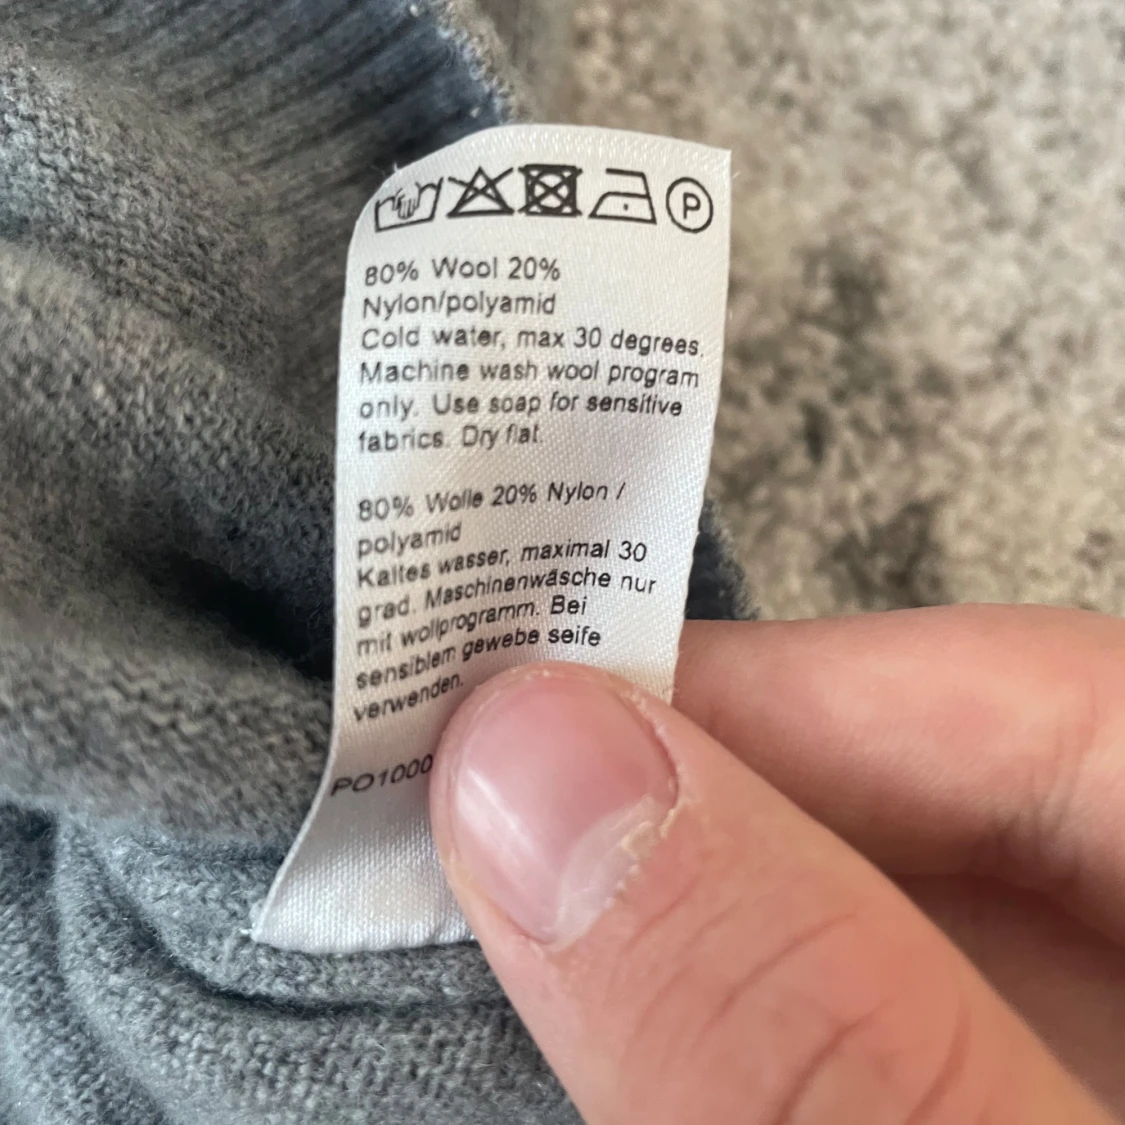 P
80% Wool 20%
Nylon/polyamid
Cold water, max 30 degrees.
Machine wash wool program
only. Use soap for sensitive
fabrics. Dry flat.
80% Wolle 20% Nylon /
polyamid
Kaltes wasser, maximal 30
grad. Maschinenwäsche nur
mit wollprogramm. Bei
sensiblem gewebe seife
verwenden.
PO1000